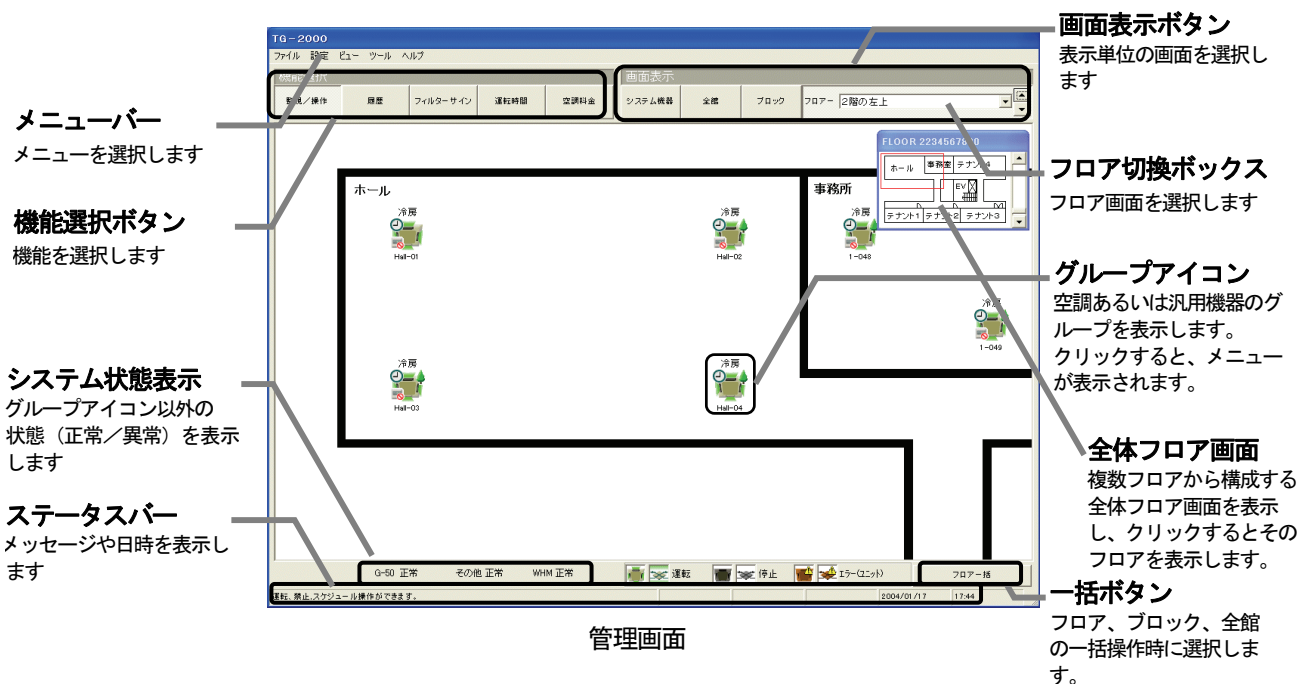 画面表示ボタン
表示単位の画面を選択し
ます
TG-2000
ファイル 設定 ビュー ツール ヘルプ
機能選択
画面表示
監視/操作 履歴 フィルターサイン 運転時間 空調料金 システム機器 全館 ブロック フロアー 2階の左上
メニューバー
メニューを選択します
機能選択ボタン
機能を選択します
FLOOR 2234567890
ホール 事務室 テナント4
EV
テナント1 テナント2 テナント3
フロア切換ボックス
フロア画面を選択します
ホール
事務所
冷房
Hall-01
冷房
Hall-02
冷房
1-048
冷房
1-049
グループアイコン
空調あるいは汎用機器のグ
ループを表示します。
クリックすると、メニュー
が表示されます。
冷房
Hall-03
冷房
Hall-04
システム状態表示
グループアイコン以外の
状態（正常／異常）を表示
します
全体フロア画面
複数フロアから構成する
全体フロア画面を表示
し、クリックするとその
フロアを表示します。
ステータスバー
メッセージや日時を表示し
ます
G-50 正常 その他 正常 WHM 正常 運転 停止 エラー(ユニット) フロアー括
運転、禁止、スケジュール操作ができます。 2004/01/17 17:44
一括ボタン
フロア、ブロック、全館
の一括操作時に選択しま
す。
管理画面